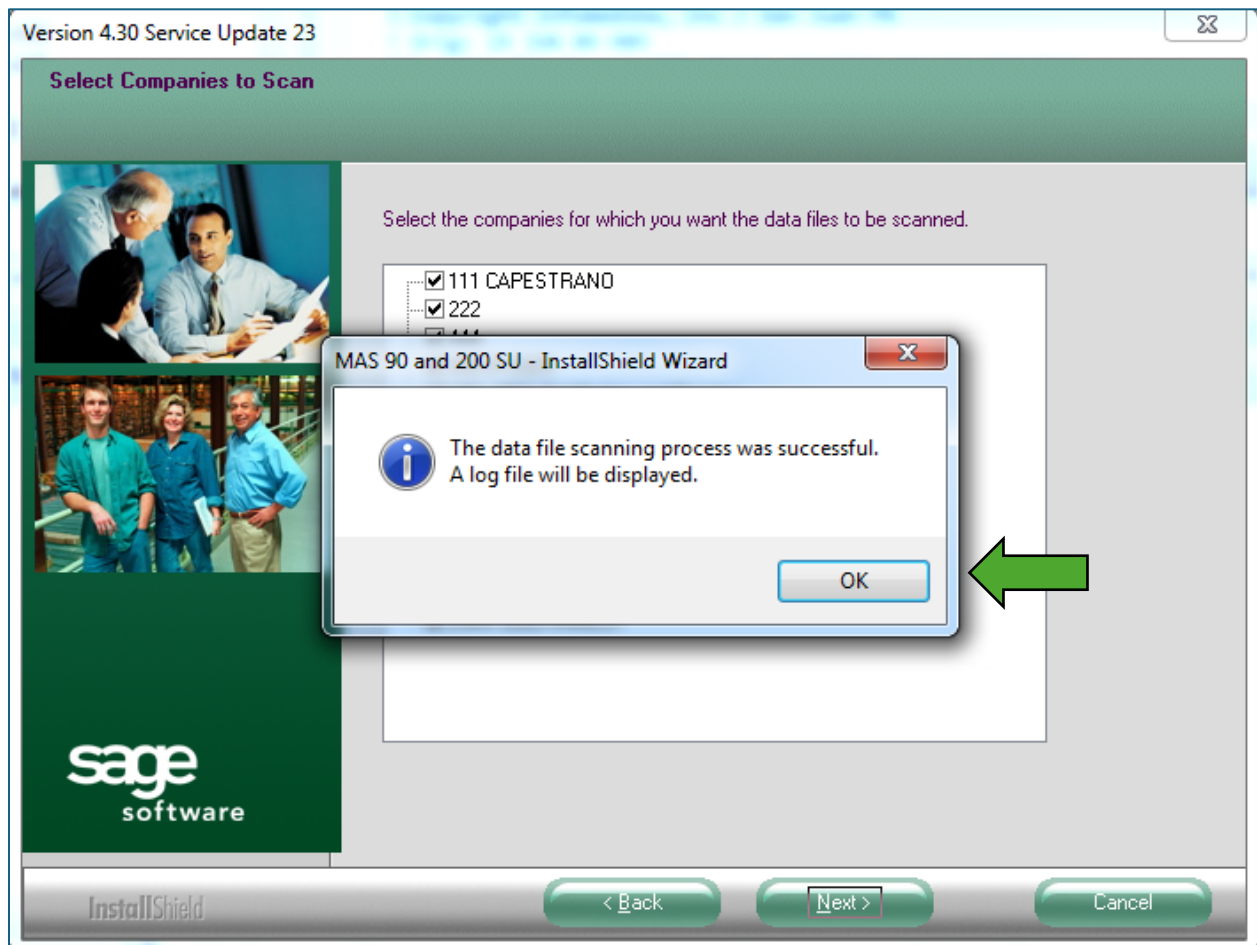 Version 4.30 Service Update 23
Select Companies to Scan
Select the companies for which you want the data files to be scanned.
111 CAPESTRANO
222
MAS 90 and 200 SU - InstallShield Wizard
The data file scanning process was successful.
A log file will be displayed.
OK
sage
software
InstallShield
< Back
Next >
Cancel